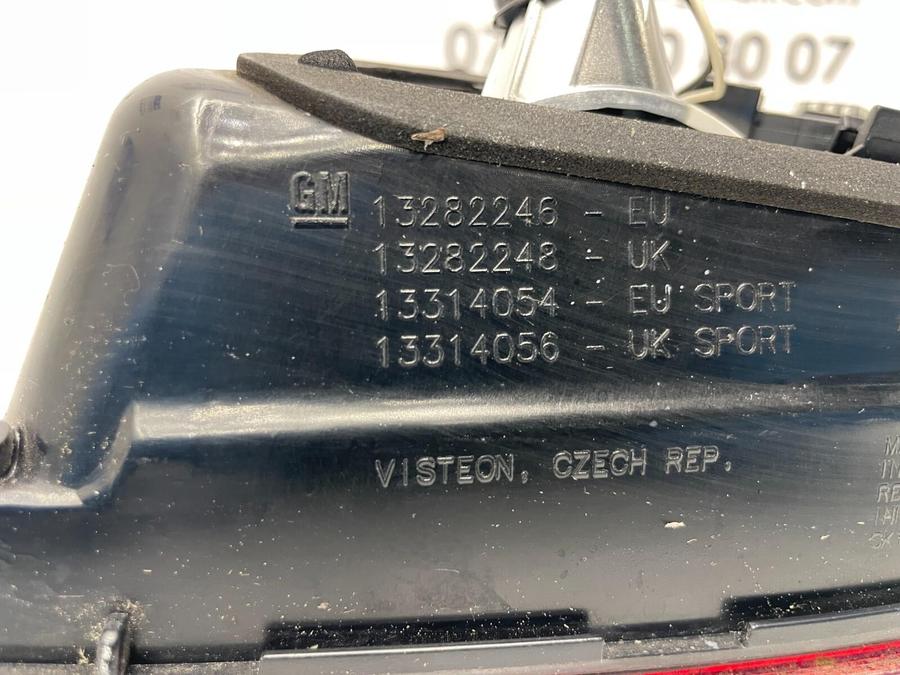 GM
13282246 - EU
13282248 - UK
13314054 - EU SPORT
13314056 - UK SPORT
VISTEON, CZECH REP.